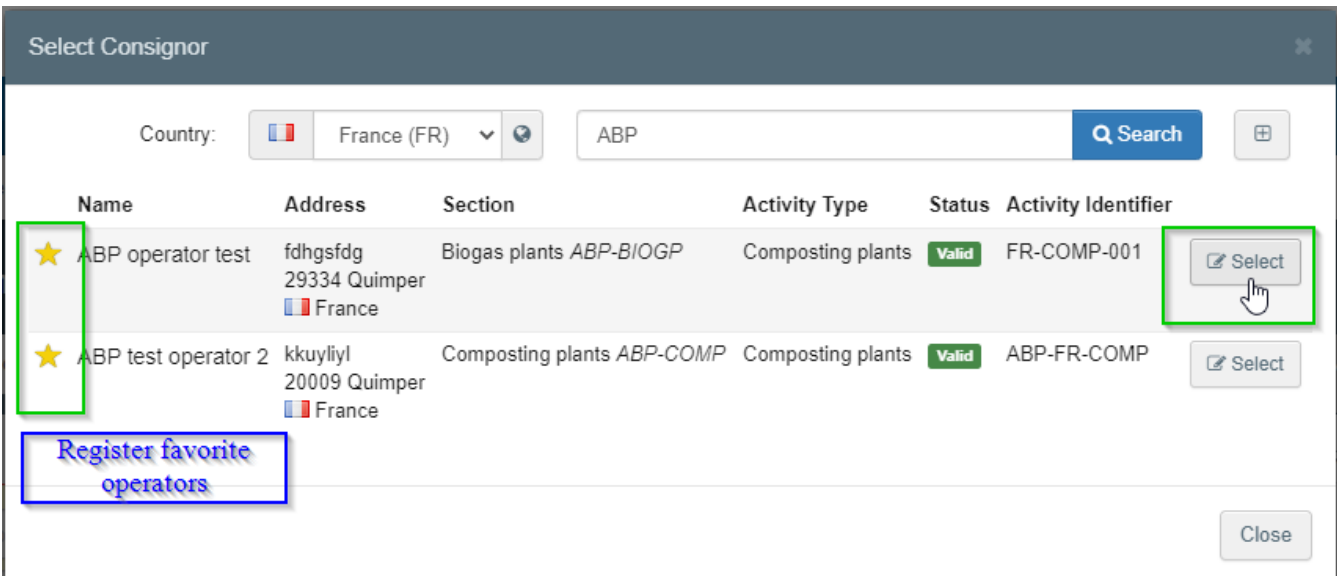 Select Consignor
Country: France (FR) ABP Search
Name Address Section Activity Type Status Activity Identifier
ABP operator test fdhgsfdg Biogas plants ABP-BIOGP Composting plants Valid FR-COMP-001 Select
29334 Quimper
France
ABP test operator 2 kkuyliyl Composting plants ABP-COMP Composting plants Valid ABP-FR-COMP Select
20009 Quimper
France
Register favorite
operators
Close